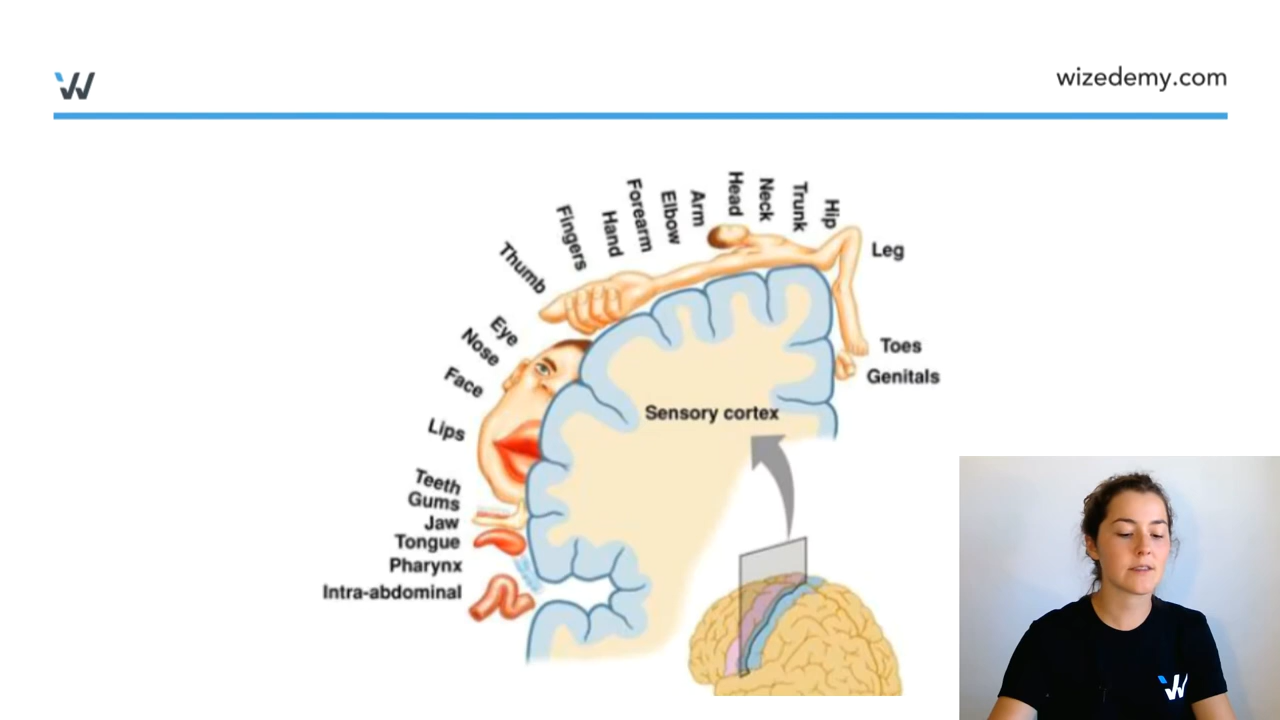 W
wizedemy.com
Head
Neck
Trunk
Hip
Arm
Elbow
Forearm
Hand
Fingers
Thumb
Leg
Eye
Nose
Toes
Face
Genitals
Sensory cortex
Lips
Teeth
Gums
Jaw
Tongue
Pharynx
Intra-abdominal
W